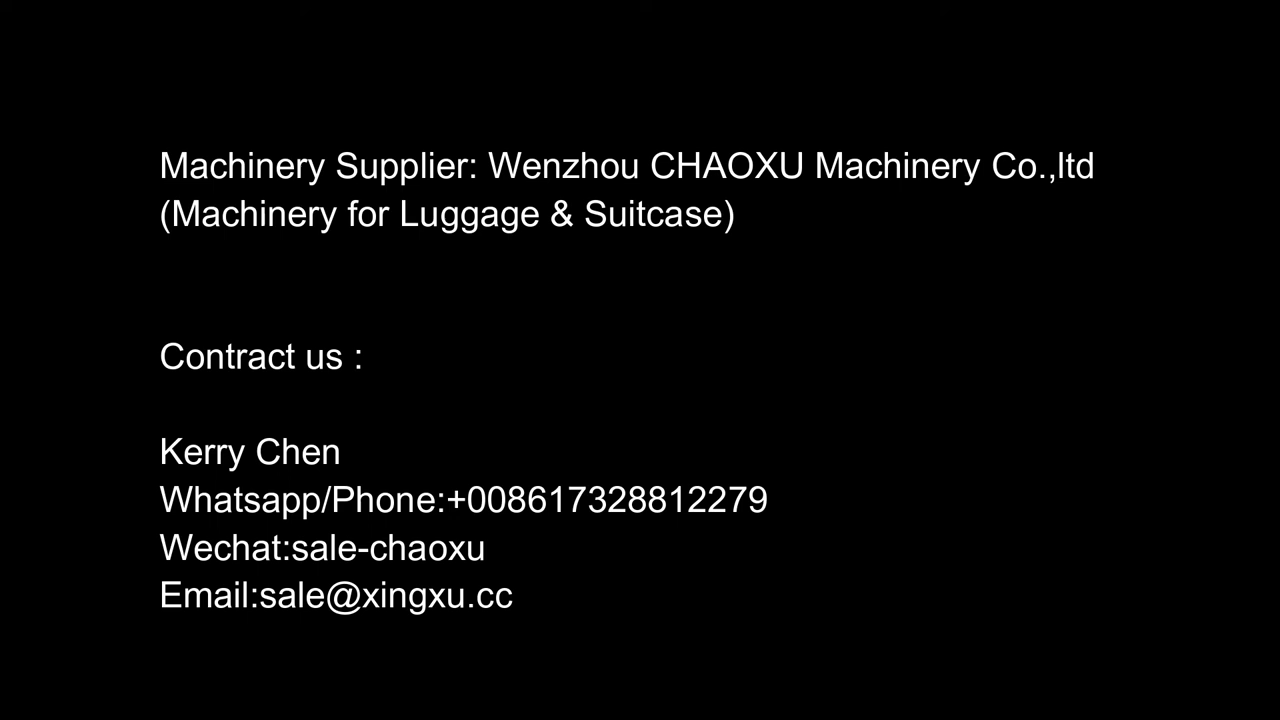 Machinery Supplier: Wenzhou CHAOXU Machinery Co.,ltd
(Machinery for Luggage & Suitcase)
Contract us :
Kerry Chen
Whatsapp/Phone:+008617328812279
Wechat:sale-chaoxu
Email:sale@xingxu.cc